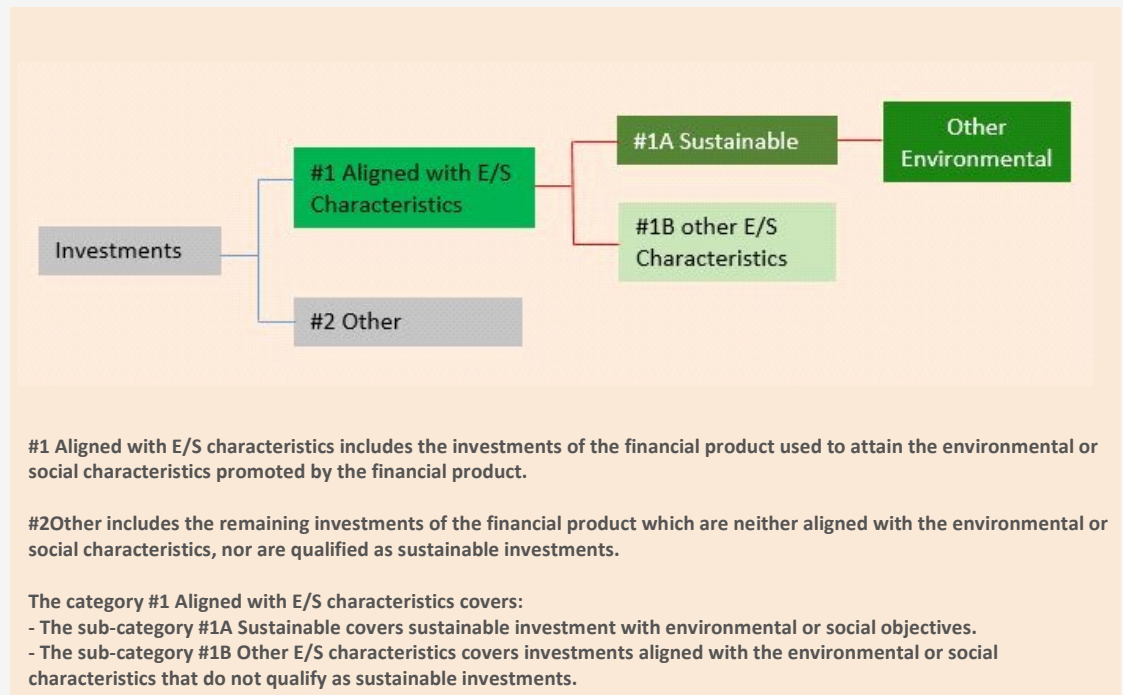 Other
Environmental
#1A Sustainable
#1 Aligned with E/S
Characteristics
#1B other E/S
Characteristics
Investments
#2 Other
#1 Aligned with E/S characteristics includes the investments of the financial product used to attain the environmental or
social characteristics promoted by the financial product.
#2Other includes the remaining investments of the financial product which are neither aligned with the environmental or
social characteristics, nor are qualified as sustainable investments.
The category #1 Aligned with E/S characteristics covers:
- The sub-category #1A Sustainable covers sustainable investment with environmental or social objectives.
- The sub-category #1B Other E/S characteristics covers investments aligned with the environmental or social
characteristics that do not qualify as sustainable investments.